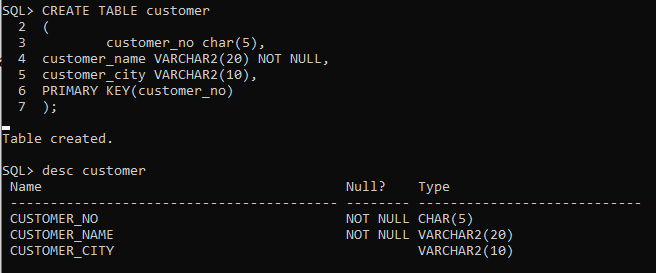 SQL> CREATE TABLE customer
  2  (
  3          customer_no char(5),
  4  customer_name VARCHAR2(20) NOT NULL,
  5  customer_city VARCHAR2(10),
  6  PRIMARY KEY(customer_no)
  7  );
Table created.
SQL> desc customer
 Name                                      Null?    Type
 ----------------------------------------- -------- ----------------------------
 CUSTOMER_NO                               NOT NULL CHAR(5)
 CUSTOMER_NAME                             NOT NULL VARCHAR2(20)
 CUSTOMER_CITY                                      VARCHAR2(10)